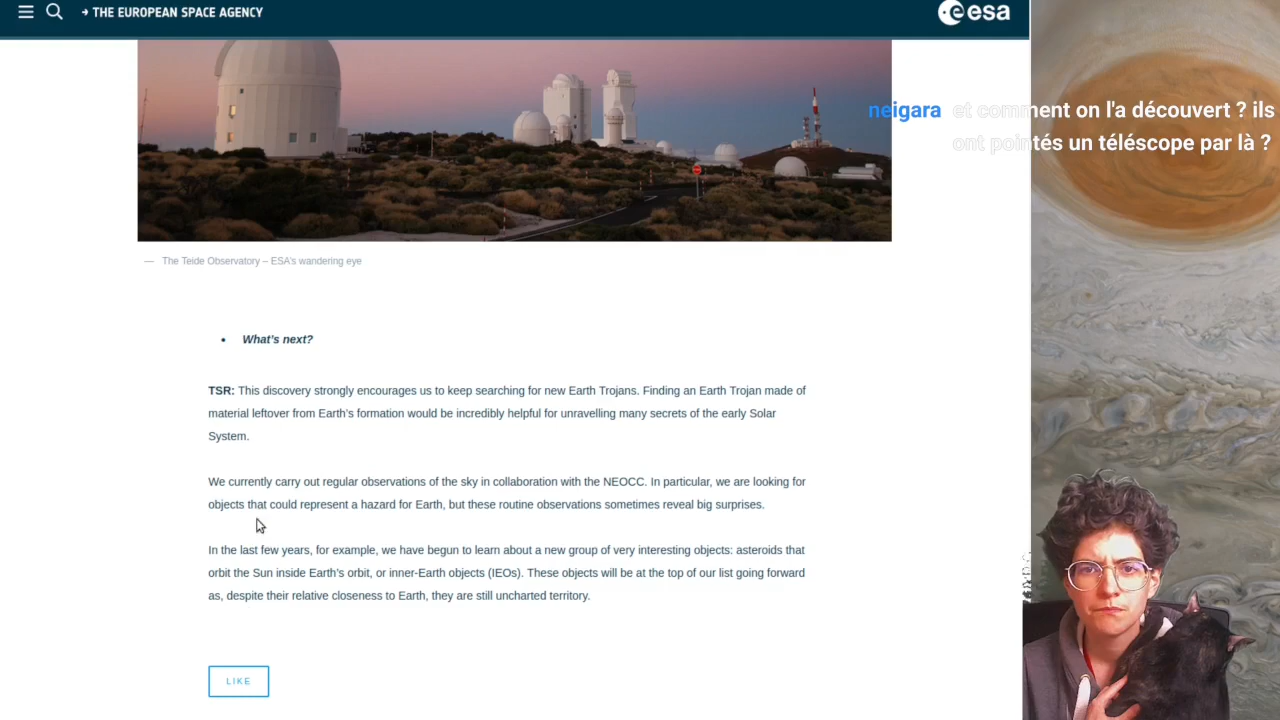 → THE EUROPEAN SPACE AGENCY
esa
neigara et comment on l'a découvert ? ils
ont pointés un téléscope par là ?
— The Teide Observatory – ESA's wandering eye
• What's next?
TSR: This discovery strongly encourages us to keep searching for new Earth Trojans. Finding an Earth Trojan made of
material leftover from Earth's formation would be incredibly helpful for unravelling many secrets of the early Solar
System.
We currently carry out regular observations of the sky in collaboration with the NEOCC. In particular, we are looking for
objects that could represent a hazard for Earth, but these routine observations sometimes reveal big surprises.
In the last few years, for example, we have begun to learn about a new group of very interesting objects: asteroids that
orbit the Sun inside Earth's orbit, or inner-Earth objects (IEOs). These objects will be at the top of our list going forward
as, despite their relative closeness to Earth, they are still uncharted territory.
LIKE